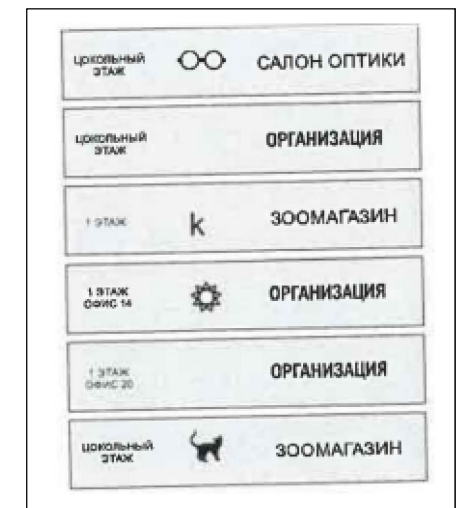 ЦОКОЛЬНЫЙ
ЭТАЖ
САЛОН ОПТИКИ
ЦОКОЛЬНЫЙ
ЭТАЖ
ОРГАНИЗАЦИЯ
1 ЭТАЖ
k
ЗООМАГАЗИН
1 ЭТАЖ
ОФИС 14
ОРГАНИЗАЦИЯ
1 ЭТАЖ
ОФИС 20
ОРГАНИЗАЦИЯ
ЦОКОЛЬНЫЙ
ЭТАЖ
ЗООМАГАЗИН